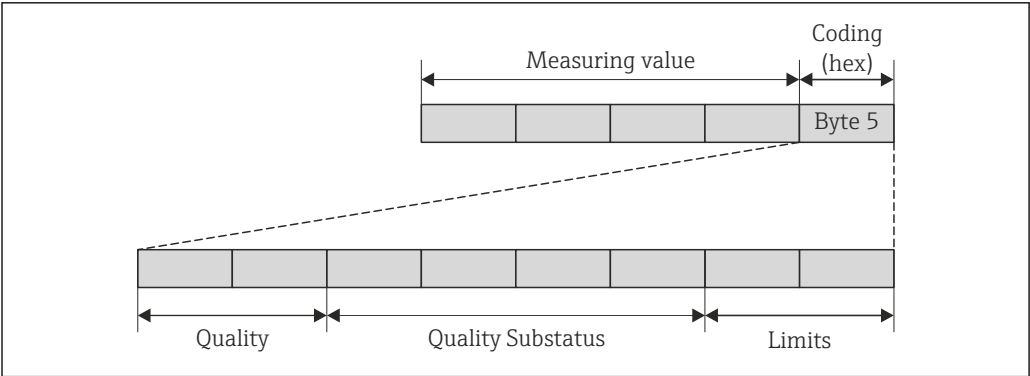 Coding
Measuring value
(hex)
Byte 5
Quality
Quality Substatus
Limits